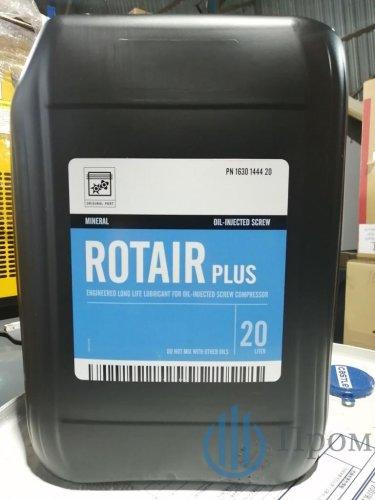 PN 1630 1444 20
ORIGINAL PART
MINERAL
OIL-INJECTED SCREW
ROTAIR PLUS
ENGINEERED LONG LIFE LUBRICANT FOR OIL-INJECTED SCREW COMPRESSOR
20
DO NOT MIX WITH OTHER OILS
LITER
Пром